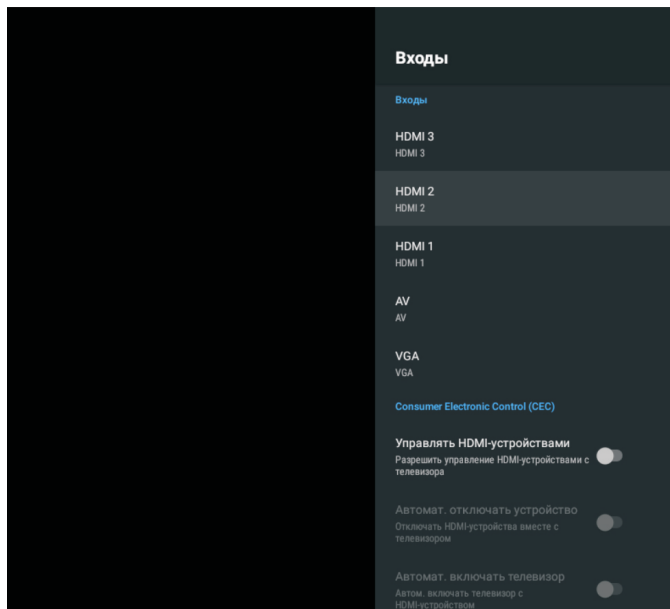 Входы
Входы
HDMI 3
HDMI 3
HDMI 2
HDMI 2
HDMI 1
HDMI 1
AV
AV
VGA
VGA
Consumer Electronic Control (CEC)
Управлять HDMI-устройствами
Разрешить управление HDMI-устройствами с
телевизора
Автомат. отключать устройство
Отключать HDMI-устройства вместе с
телевизором
Автомат. включать телевизор
Автом. включать телевизор с
HDMI-устройством